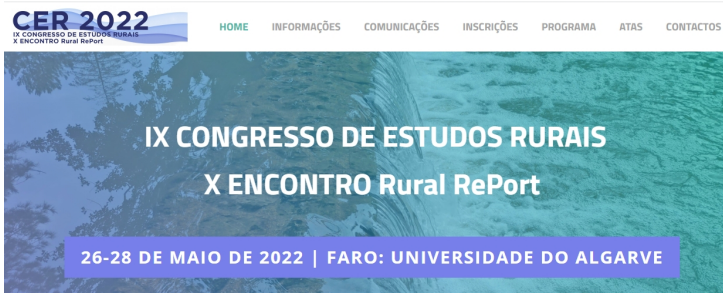 CER 2022
IX CONGRESSO DE ESTUDOS RURAIS
X ENCONTRO Rural RePort
HOME INFORMAÇÕES COMUNICAÇÕES INSCRIÇÕES PROGRAMA ATAS CONTACTOS
IX CONGRESSO DE ESTUDOS RURAIS
X ENCONTRO Rural RePort
26-28 DE MAIO DE 2022 | FARO: UNIVERSIDADE DO ALGARVE